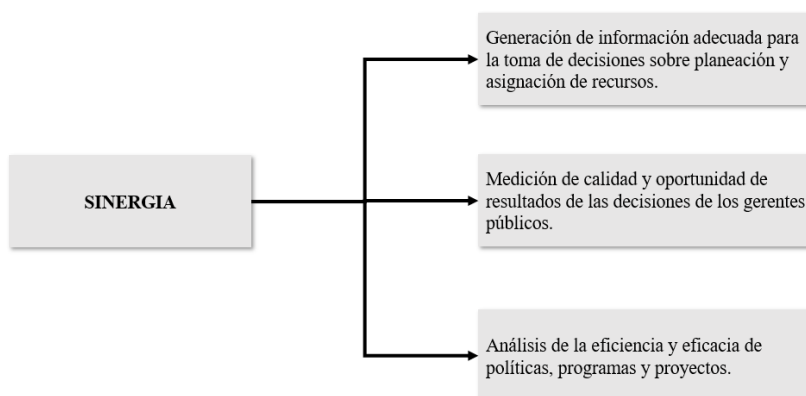 SINERGIA
Generación de información adecuada para
la toma de decisiones sobre planeación y
asignación de recursos.
Medición de calidad y oportunidad de
resultados de las decisiones de los gerentes
públicos.
Análisis de la eficiencia y eficacia de
políticas, programas y proyectos.